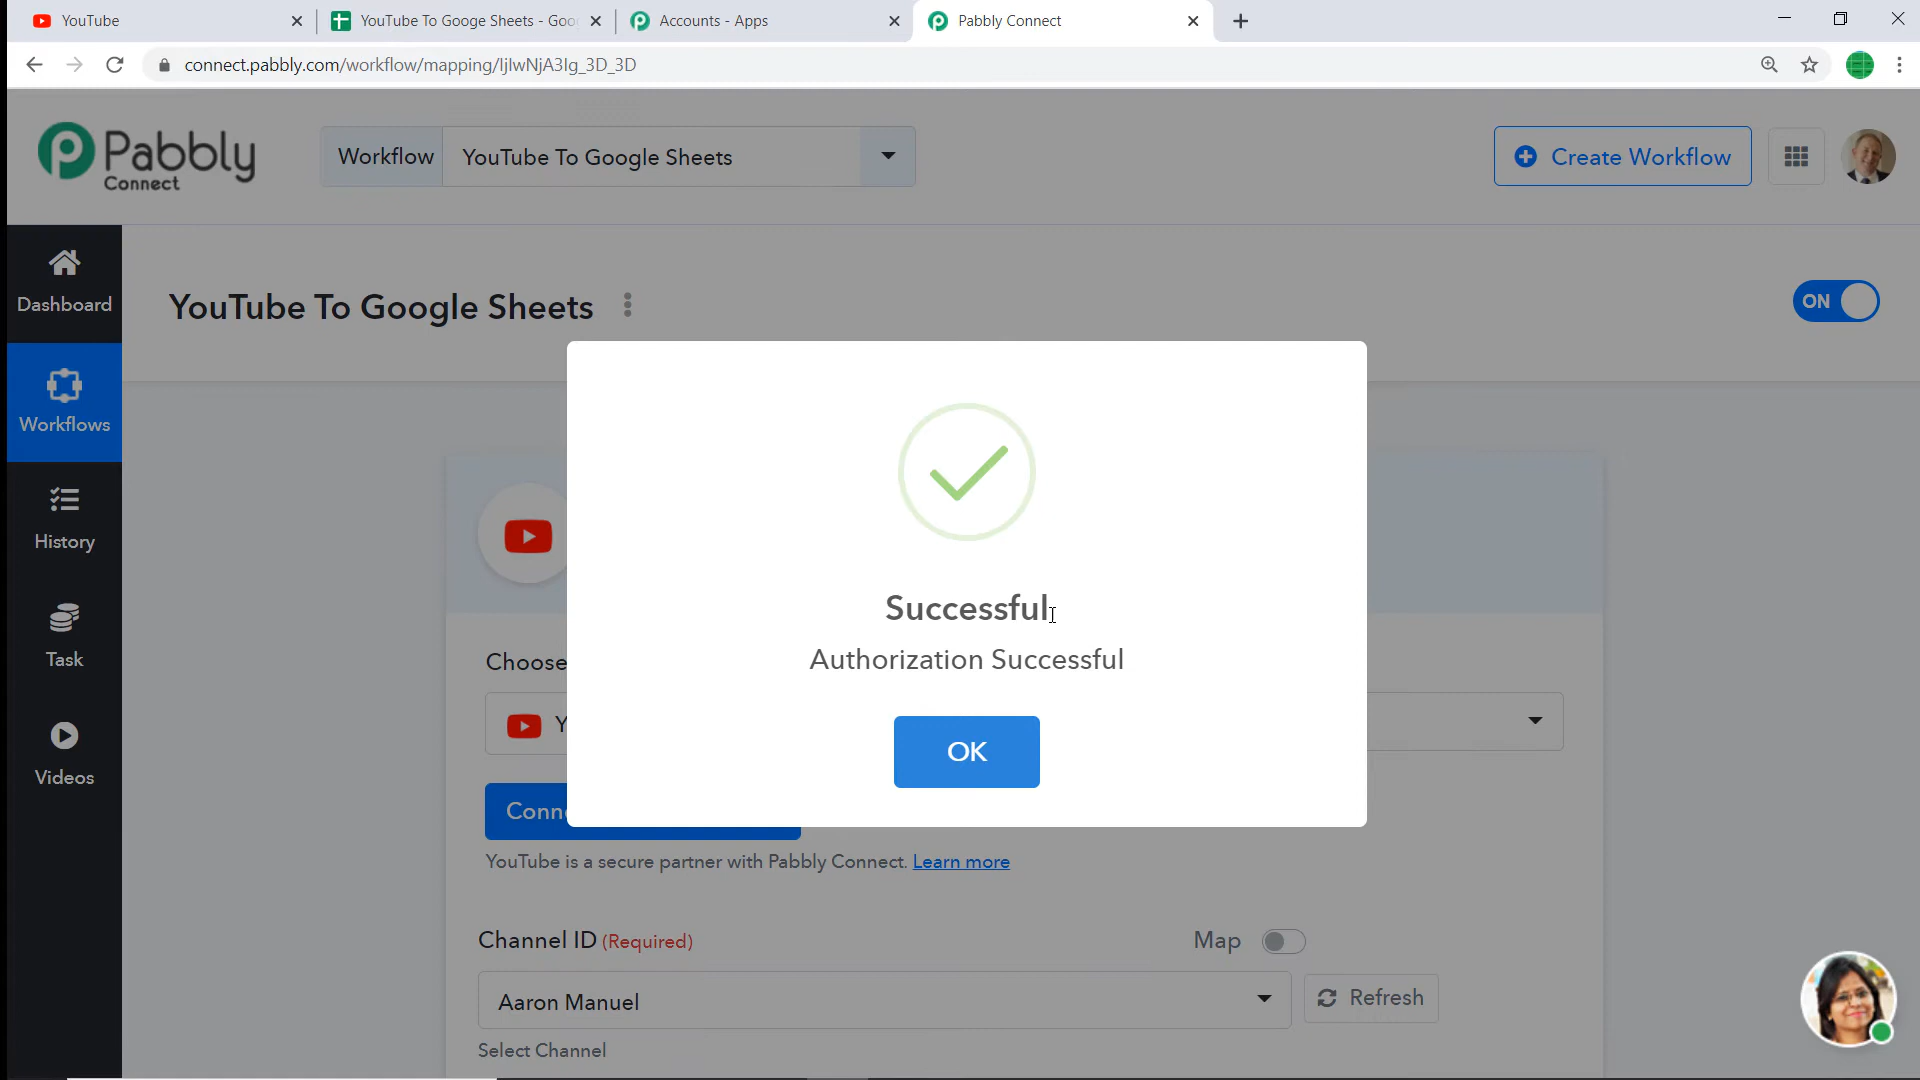 YouTube
YouTube To Googe Sheets - Goo
Accounts - Apps
Pabbly Connect
connect.pabbly.com/workflow/mapping/IjIwNjA3Ig_3D_3D
Pabbly
Connect
Workflow
YouTube To Google Sheets
Create Workflow
Dashboard
YouTube To Google Sheets
ON
Workflows
History
Task
Videos
Successful
Authorization Successful
OK
Choose
Y
Conne
YouTube is a secure partner with Pabbly Connect. Learn more
Channel ID (Required)
Map
Aaron Manuel
Refresh
Select Channel